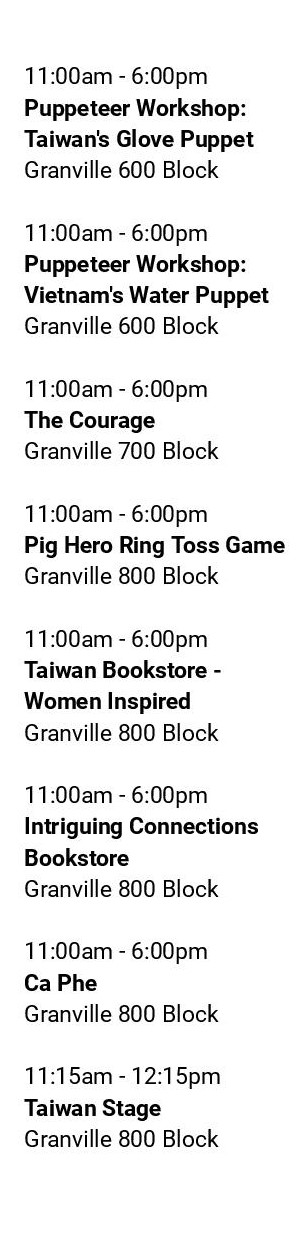 11:00am - 6:00pm
Puppeteer Workshop:
Taiwan's Glove Puppet
Granville 600 Block
11:00am - 6:00pm
Puppeteer Workshop:
Vietnam's Water Puppet
Granville 600 Block
11:00am - 6:00pm
The Courage
Granville 700 Block
11:00am - 6:00pm
Pig Hero Ring Toss Game
Granville 800 Block
11:00am - 6:00pm
Taiwan Bookstore -
Women Inspired
Granville 800 Block
11:00am - 6:00pm
Intriguing Connections
Bookstore
Granville 800 Block
11:00am - 6:00pm
Ca Phe
Granville 800 Block
11:15am - 12:15pm
Taiwan Stage
Granville 800 Block